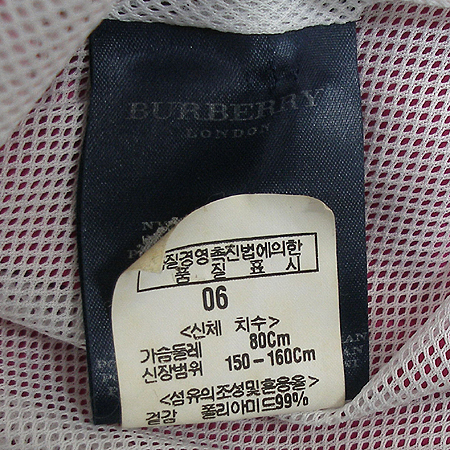 BURBERRY
LONDON
품질경영촉진법에의한
품 질 표 시
06
<신체 치수>
가슴둘레 80Cm
신장범위 150-160Cm
<섬유의조성및혼용율>
겉감 폴리아미드99%